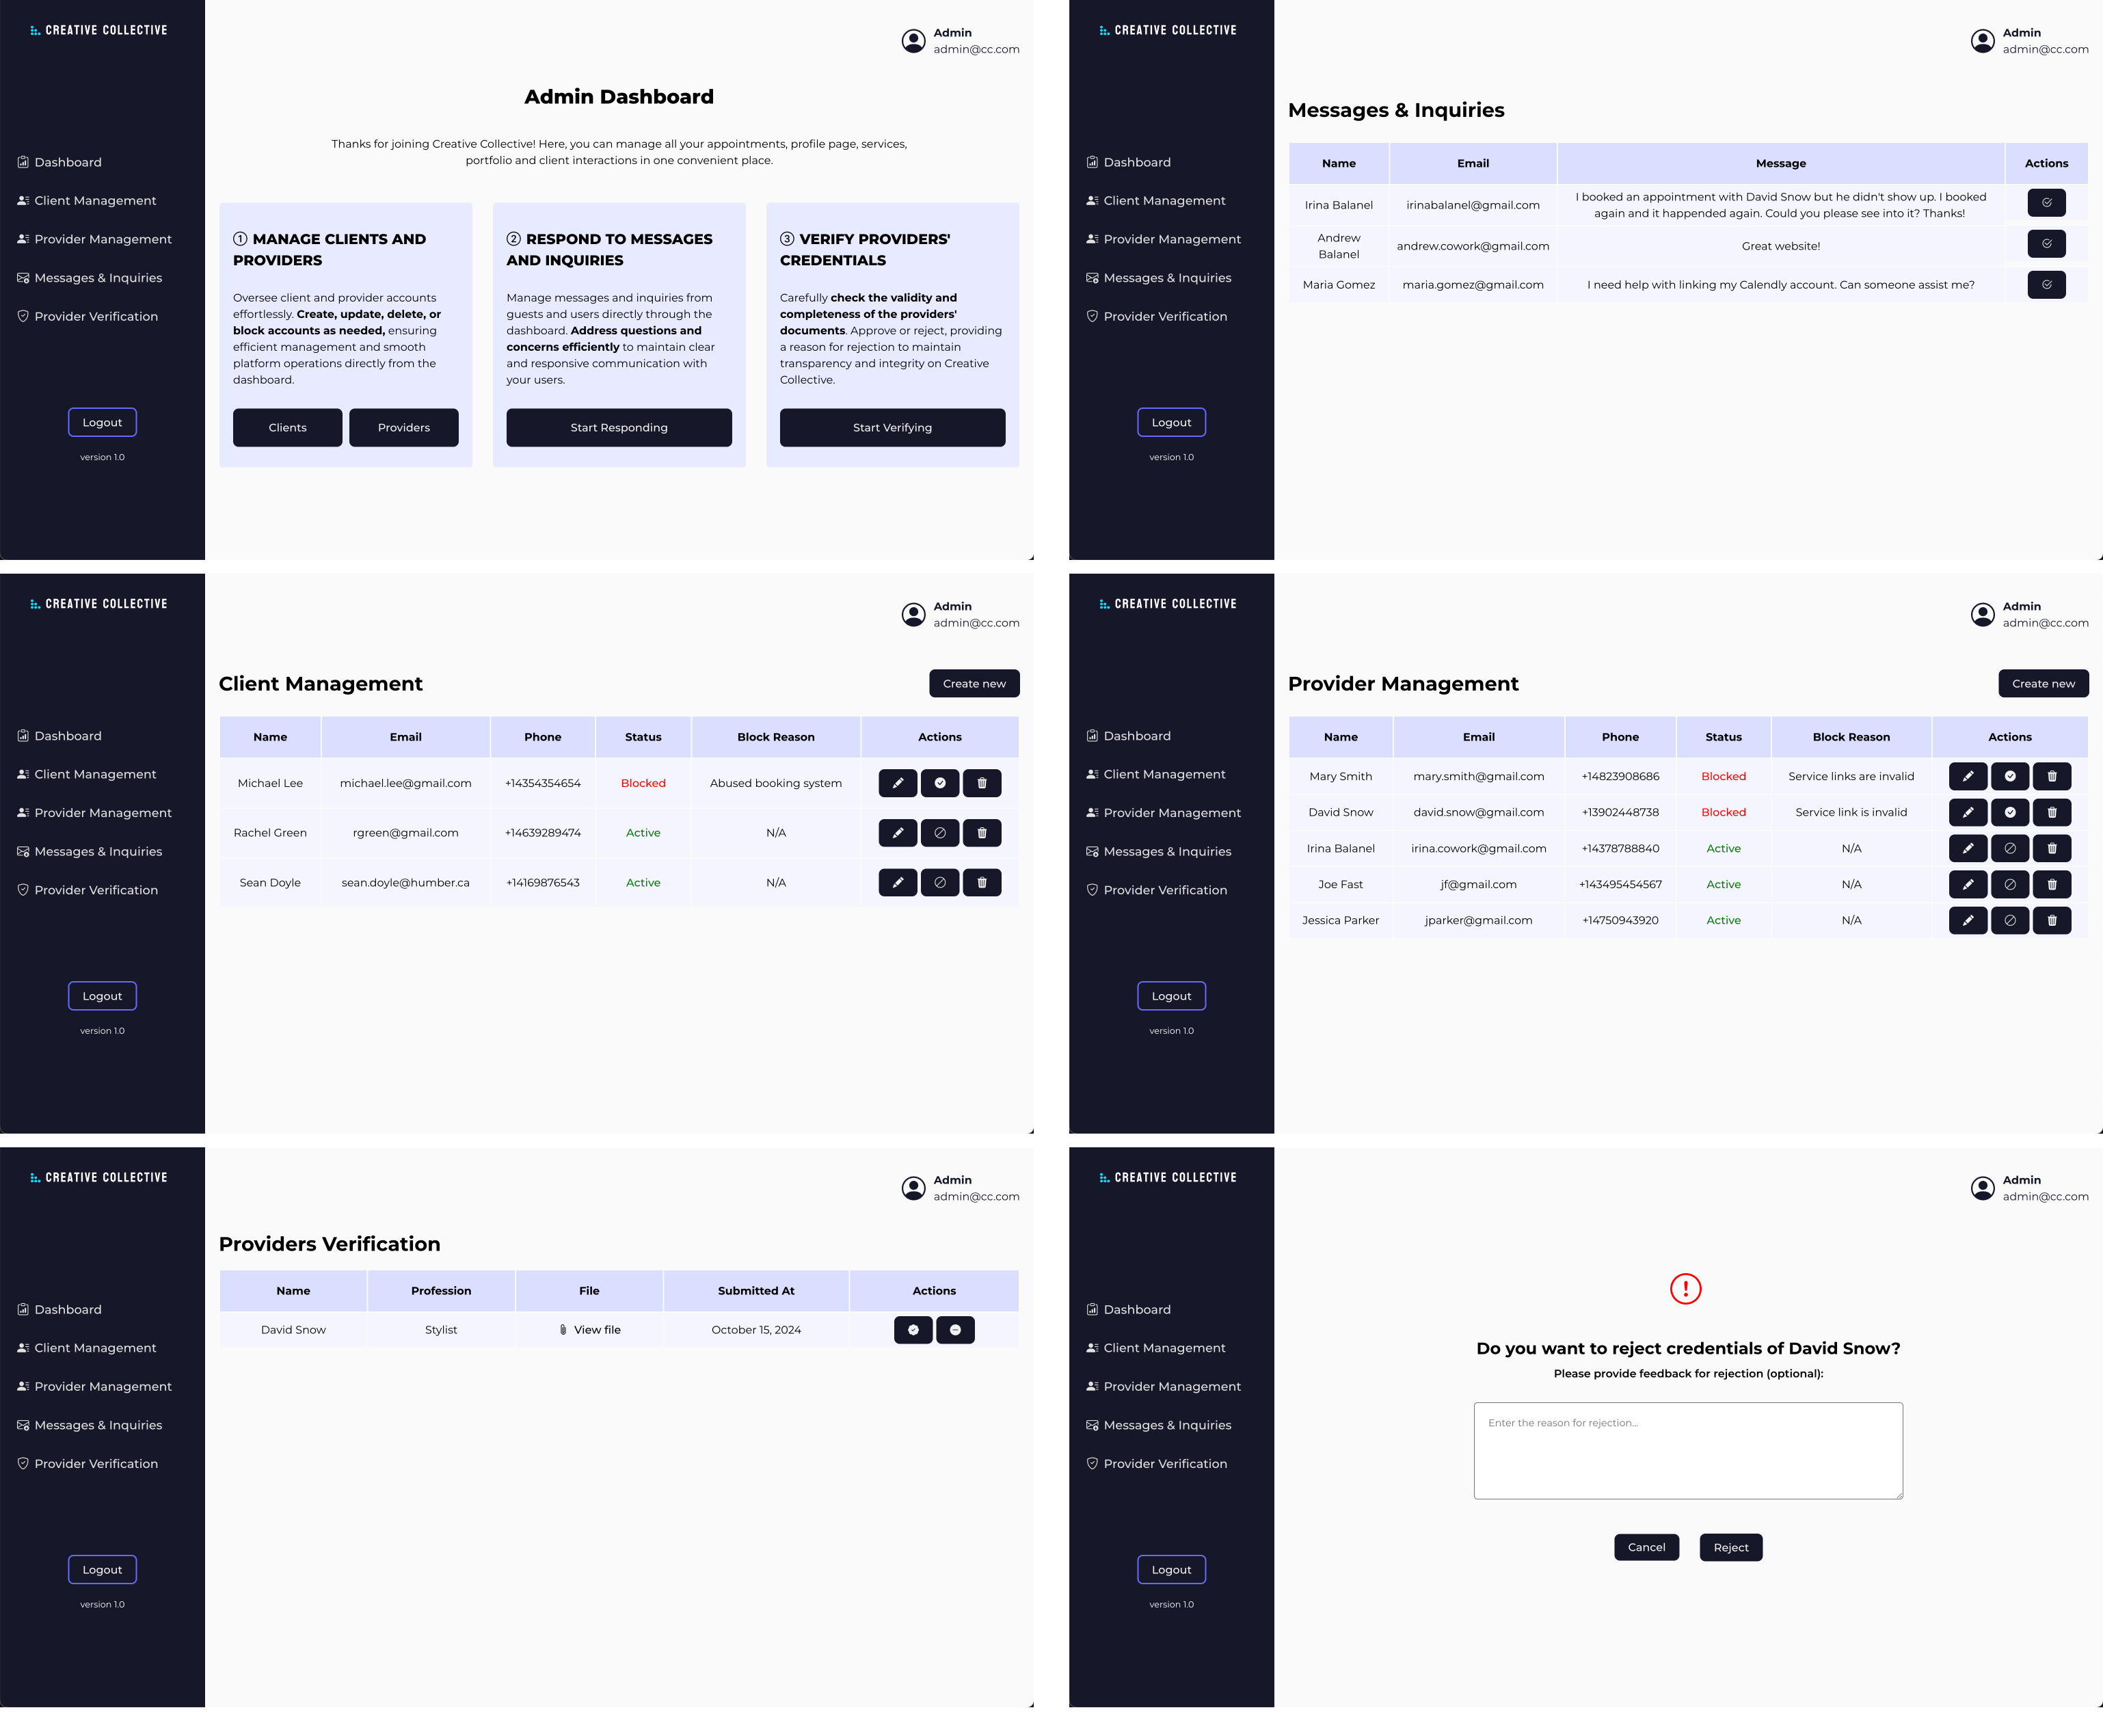 CREATIVE COLLECTIVE
Dashboard
Client Management
Provider Management
Messages & Inquiries
Provider Verification
Logout
version 1.0
Admin
admin@cc.com
Admin Dashboard
Thanks for joining Creative Collective! Here, you can manage all your appointments, profile page, services,
portfolio and client interactions in one convenient place.
1 MANAGE CLIENTS AND
PROVIDERS
Oversee client and provider accounts
effortlessly. Create, update, delete, or
block accounts as needed, ensuring
efficient management and smooth
platform operations directly from the
dashboard.
Clients Providers
2 RESPOND TO MESSAGES
AND INQUIRIES
Manage messages and inquiries from
guests and users directly through the
dashboard. Address questions and
concerns efficiently to maintain clear
and responsive communication with
your users.
Start Responding
3 VERIFY PROVIDERS'
CREDENTIALS
Carefully check the validity and
completeness of the providers'
documents. Approve or reject, providing
a reason for rejection to maintain
transparency and integrity on Creative
Collective.
Start Verifying
CREATIVE COLLECTIVE
Dashboard
Client Management
Provider Management
Messages & Inquiries
Provider Verification
Logout
version 1.0
Admin
admin@cc.com
Messages & Inquiries
Name Email Message Actions
Irina Balanel irinabalanel@gmail.com I booked an appointment with David Snow but he didn't show up. I booked
again and it happended again. Could you please see into it? Thanks!
Andrew
Balanel andrew.cowork@gmail.com Great website!
Maria Gomez maria.gomez@gmail.com I need help with linking my Calendly account. Can someone assist me?
CREATIVE COLLECTIVE
Dashboard
Client Management
Provider Management
Messages & Inquiries
Provider Verification
Logout
version 1.0
Admin
admin@cc.com
Client Management Create new
Name Email Phone Status Block Reason Actions
Michael Lee michael.lee@gmail.com +14354354654 Blocked Abused booking system
Rachel Green rgreen@gmail.com +14639289474 Active N/A
Sean Doyle sean.doyle@humber.ca +14169876543 Active N/A
CREATIVE COLLECTIVE
Dashboard
Client Management
Provider Management
Messages & Inquiries
Provider Verification
Logout
version 1.0
Admin
admin@cc.com
Provider Management Create new
Name Email Phone Status Block Reason Actions
Mary Smith mary.smith@gmail.com +14823908686 Blocked Service links are invalid
David Snow david.snow@gmail.com +13902448738 Blocked Service link is invalid
Irina Balanel irina.cowork@gmail.com +14378788840 Active N/A
Joe Fast jf@gmail.com +143495454567 Active N/A
Jessica Parker jparker@gmail.com +14750943920 Active N/A
CREATIVE COLLECTIVE
Dashboard
Client Management
Provider Management
Messages & Inquiries
Provider Verification
Logout
version 1.0
Admin
admin@cc.com
Providers Verification
Name Profession File Submitted At Actions
David Snow Stylist View file October 15, 2024
CREATIVE COLLECTIVE
Dashboard
Client Management
Provider Management
Messages & Inquiries
Provider Verification
Logout
version 1.0
Admin
admin@cc.com
Do you want to reject credentials of David Snow?
Please provide feedback for rejection (optional):
Enter the reason for rejection...
Cancel Reject